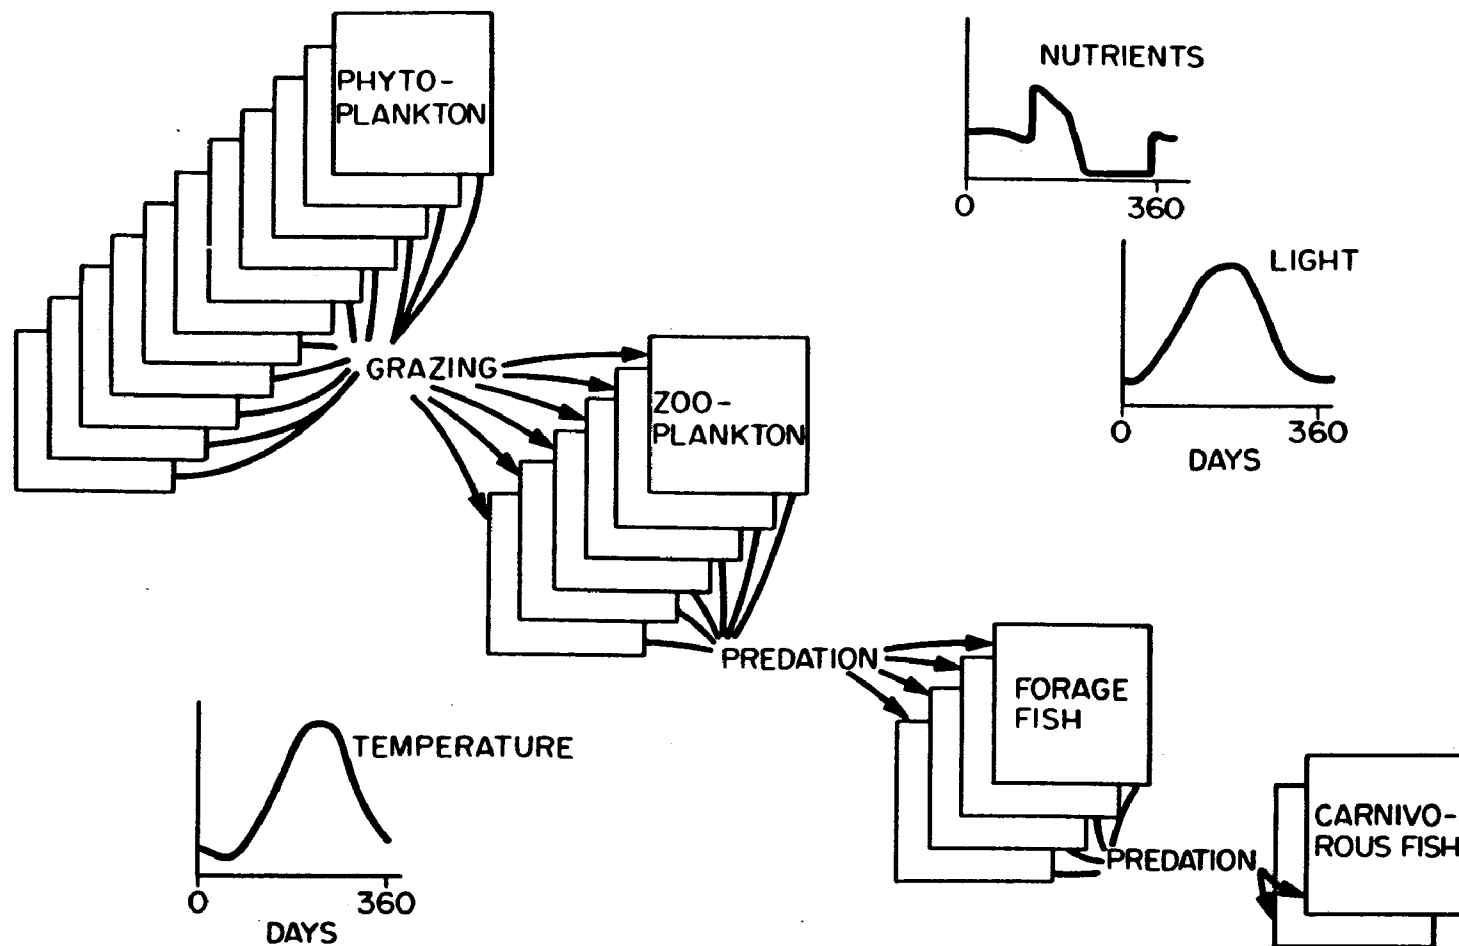 PHYTO-
PLANKTON
NUTRIENTS
0 360
LIGHT
0 360
DAYS
GRAZING
ZOO-
PLANKTON
PREDATION
FORAGE
FISH
TEMPERATURE
0 360
DAYS
PREDATION
CARNIVO-
ROUS FISH